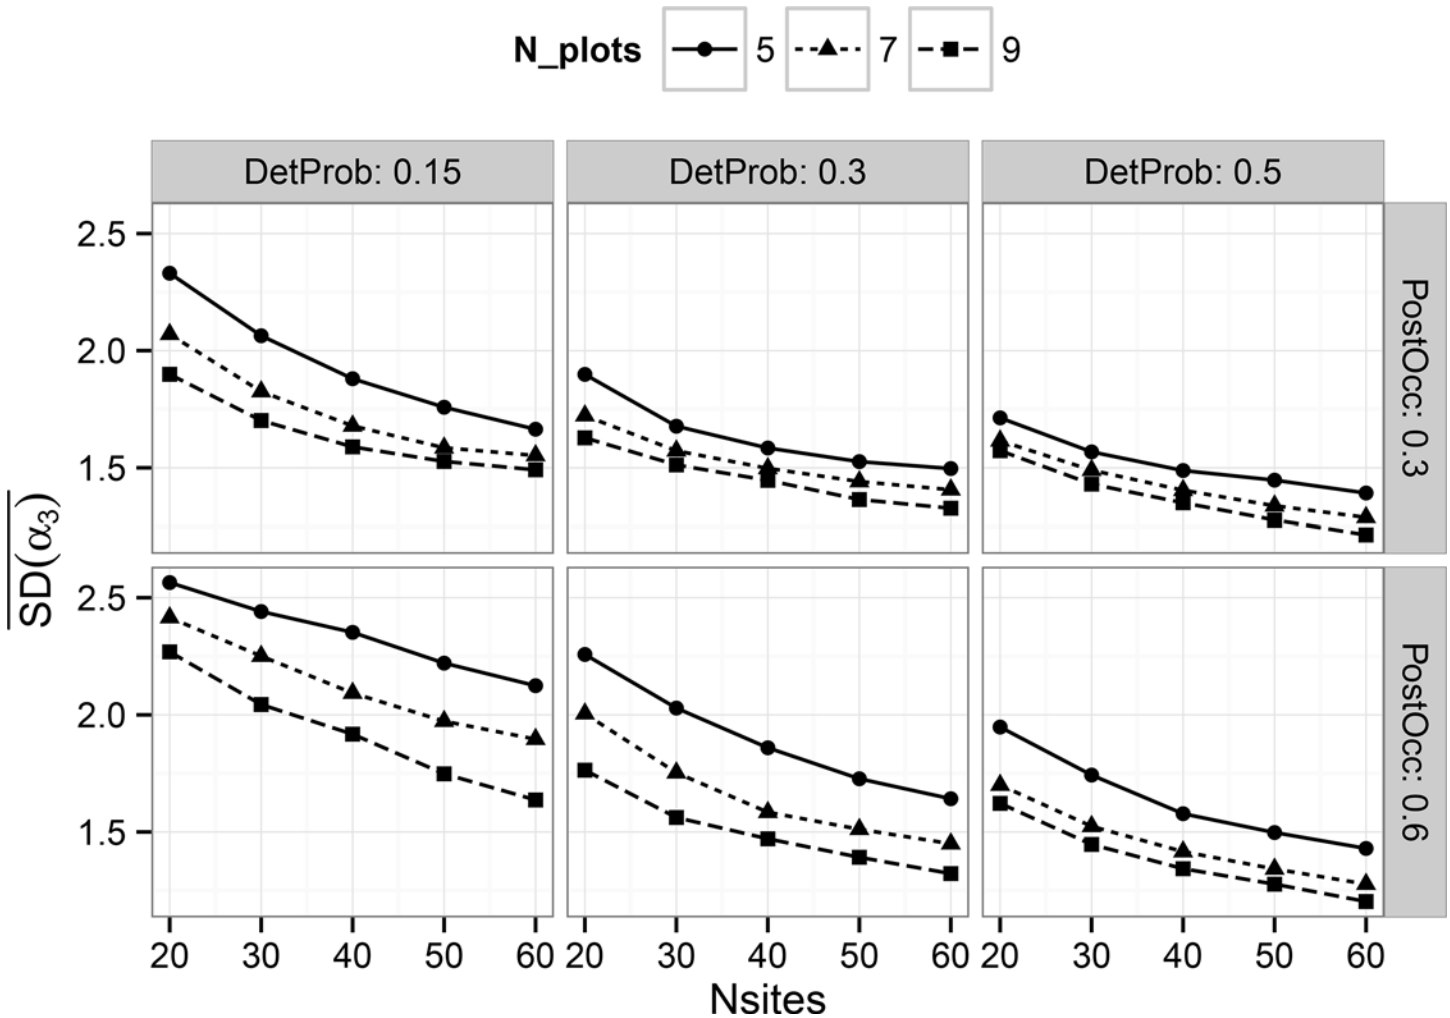 N_plots 5 7 9
DetProb: 0.15 DetProb: 0.3 DetProb: 0.5
2.5
2.0
1.5
PostOcc: 0.3
SD(α₃)
2.5
2.0
1.5
PostOcc: 0.6
20 30 40 50 60 20 30 40 50 60 20 30 40 50 60
Nsites